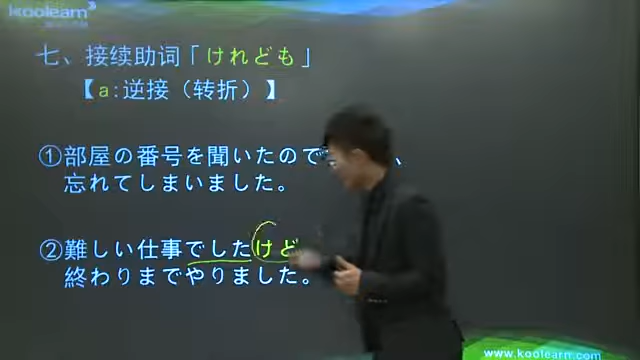 koolearn
七、接续助词「けれども」
【a:逆接（转折）】
①部屋の番号を聞いたので 、
忘れてしまいました。
②難しい仕事でしたけど
終わりまでやりました。
www.koolearn.com